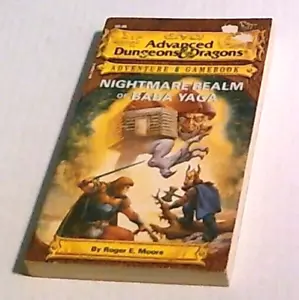 Advanced
Dungeons & Dragons
ADVENTURE GAMEBOOK
NIGHTMARE REALM
OF BABA YAGA
By Roger E. Moore